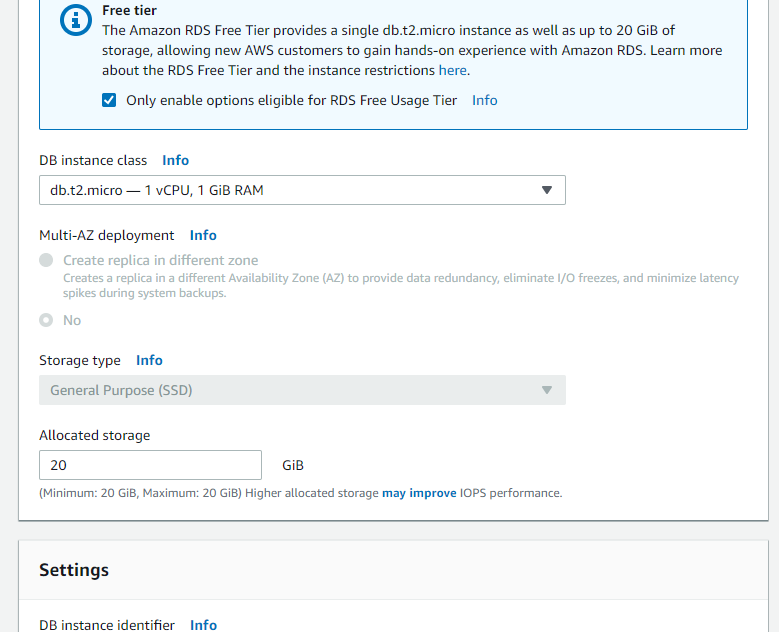 Free tier
The Amazon RDS Free Tier provides a single db.t2.micro instance as well as up to 20 GiB of
storage, allowing new AWS customers to gain hands-on experience with Amazon RDS. Learn more
about the RDS Free Tier and the instance restrictions here.
Only enable options eligible for RDS Free Usage Tier Info
DB instance class Info
db.t2.micro — 1 vCPU, 1 GiB RAM
Multi-AZ deployment Info
Create replica in different zone
Creates a replica in a different Availability Zone (AZ) to provide data redundancy, eliminate I/O freezes, and minimize latency
spikes during system backups.
No
Storage type Info
General Purpose (SSD)
Allocated storage
20 GiB
(Minimum: 20 GiB, Maximum: 20 GiB) Higher allocated storage may improve IOPS performance.
Settings
DB instance identifier Info